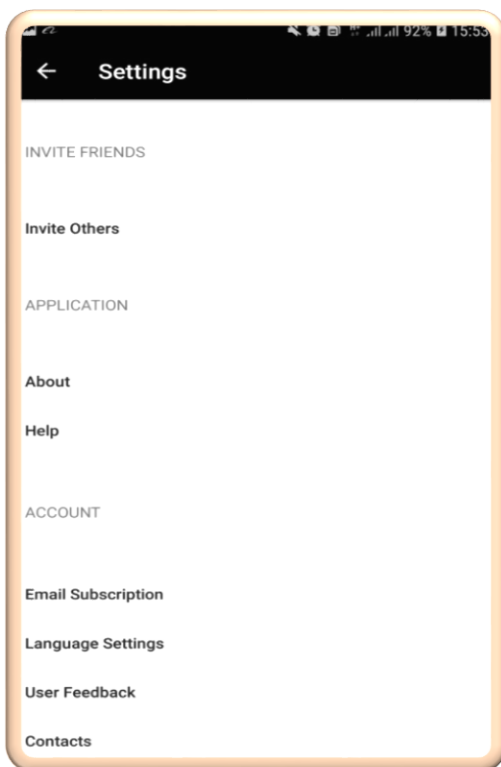 92% 15:53
Settings
INVITE FRIENDS
Invite Others
APPLICATION
About
Help
ACCOUNT
Email Subscription
Language Settings
User Feedback
Contacts